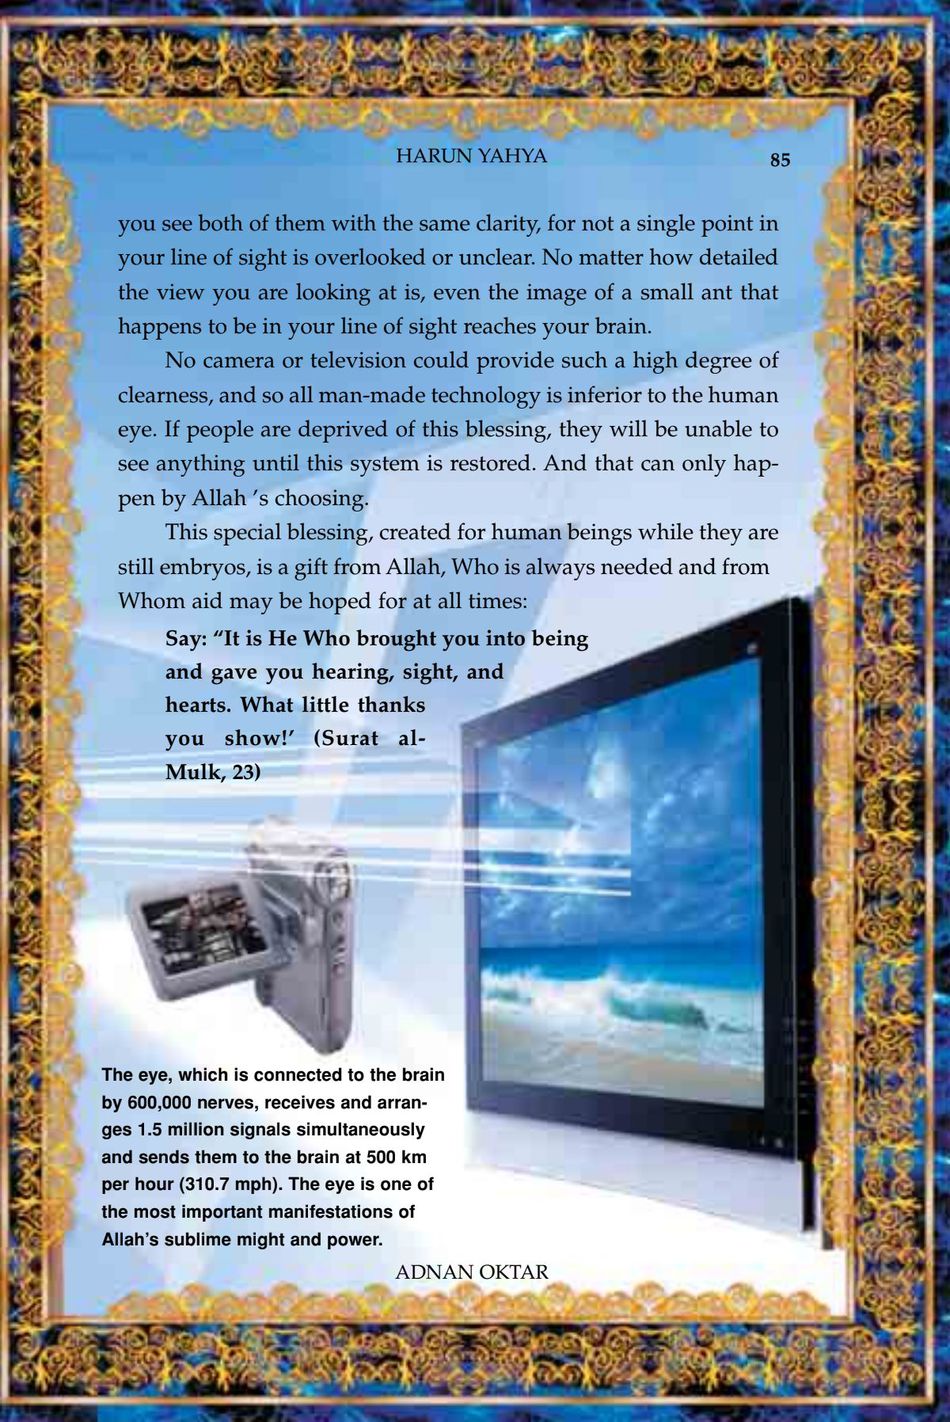 HARUN YAHYA
85
you see both of them with the same clarity, for not a single point in
your line of sight is overlooked or unclear. No matter how detailed
the view you are looking at is, even the image of a small ant that
happens to be in your line of sight reaches your brain.
No camera or television could provide such a high degree of
clearness, and so all man-made technology is inferior to the human
eye. If people are deprived of this blessing, they will be unable to
see anything until this system is restored. And that can only hap-
pen by Allah ’s choosing.
This special blessing, created for human beings while they are
still embryos, is a gift from Allah, Who is always needed and from
Whom aid may be hoped for at all times:
Say: “It is He Who brought you into being
and gave you hearing, sight, and
hearts. What little thanks
you show!’ (Surat al-
Mulk, 23)
The eye, which is connected to the brain
by 600,000 nerves, receives and arran-
ges 1.5 million signals simultaneously
and sends them to the brain at 500 km
per hour (310.7 mph). The eye is one of
the most important manifestations of
Allah’s sublime might and power.
ADNAN OKTAR